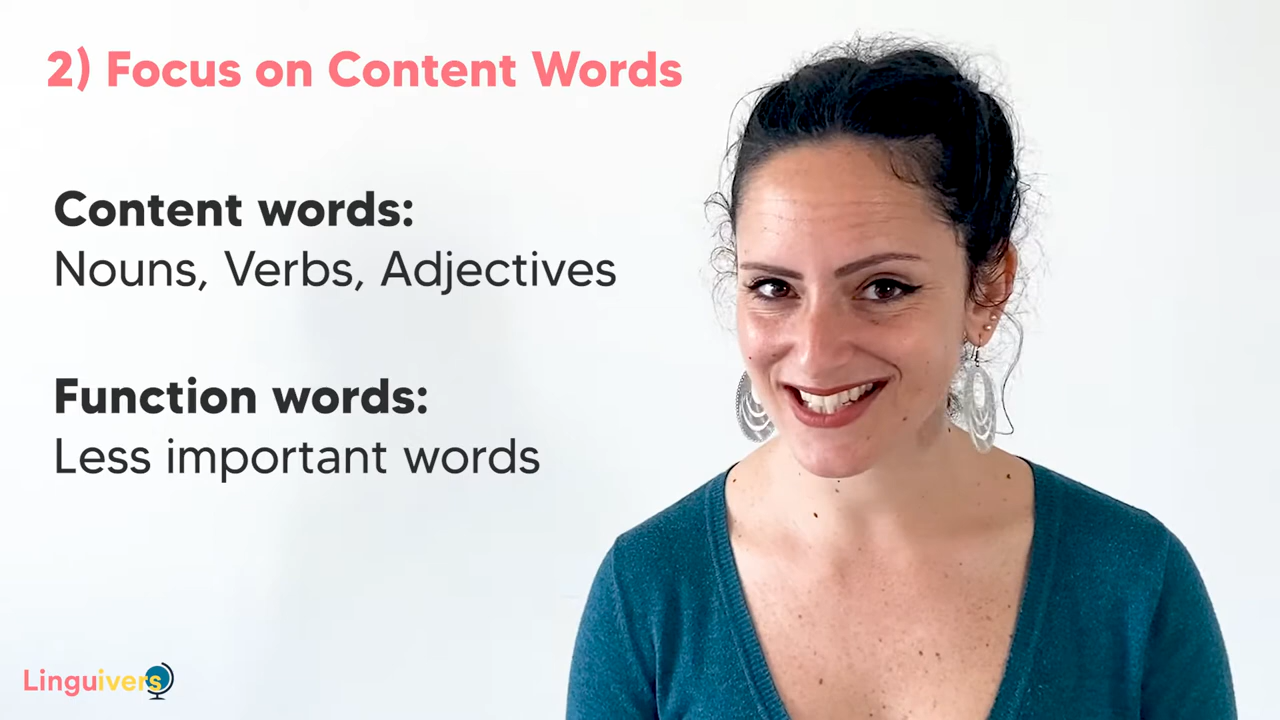 2) Focus on Content Words
Content words:
Nouns, Verbs, Adjectives
Function words:
Less important words
Linguivers